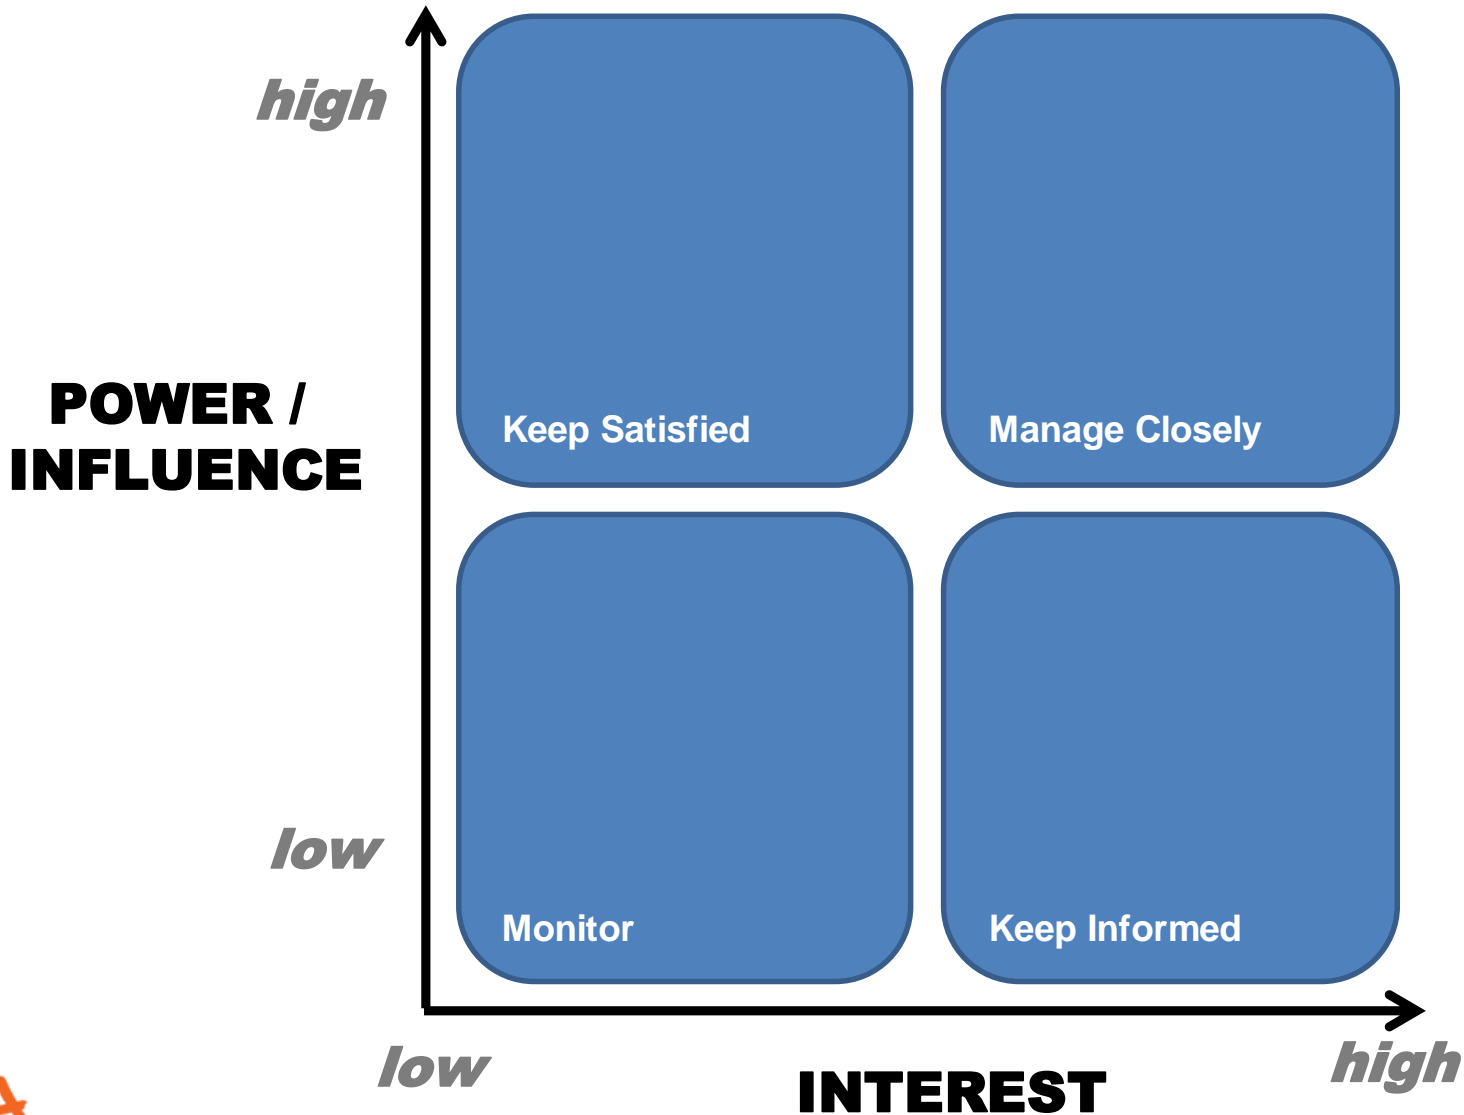 high
POWER /
INFLUENCE
Keep Satisfied
Manage Closely
low
Monitor
Keep Informed
low
INTEREST
high